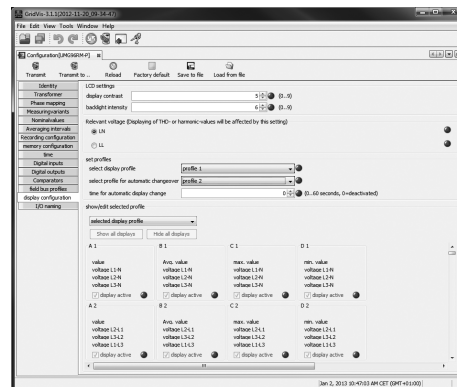 GridVis-3.1.1(2012-11-20_09-34-47)
File Edit View Tools Window Help
Configuration[UMG96RM-P]
Transmit Transmit to .. Reload Factory default Save to file Load from file
Identity
Transformer
Phase mapping
Measuringvariants
Nominalvalues
Averaging intervals
Recording configuration
memory configuration
time
Digital inputs
Digital outputs
Comparators
field bus profiles
display configuration
I/O naming
LCD settings
display contrast 5 (0..9)
backlight intensity 6 (0..9)
Relevant voltage (Displaying of THD- or harmonic-values will be affected by this setting)
LN
LL
set profiles
select display profile profile 1
select profile for automatic changeover profile 2
time for automatic display change 0 (0...60 seconds, 0=deactivated)
show/edit selected profile
selected display profile
Show all displays Hide all displays
A 1 B 1 C 1 D 1
value Avg. value max. value min. value
voltage L1-N voltage L1-N voltage L1-N voltage L1-N
voltage L2-N voltage L2-N voltage L2-N voltage L2-N
voltage L3-N voltage L3-N voltage L3-N voltage L3-N
display active display active display active display active
A 2 B 2 C 2 D 2
value Avg. value max. value min. value
voltage L2-L1 voltage L2-L1 voltage L2-L1 voltage L2-L1
voltage L3-L2 voltage L3-L2 voltage L3-L2 voltage L3-L2
voltage L1-L3 voltage L1-L3 voltage L1-L3 voltage L1-L3
display active display active display active display active
Jan 2, 2013 10:47:03 AM CET (GMT+01:00)